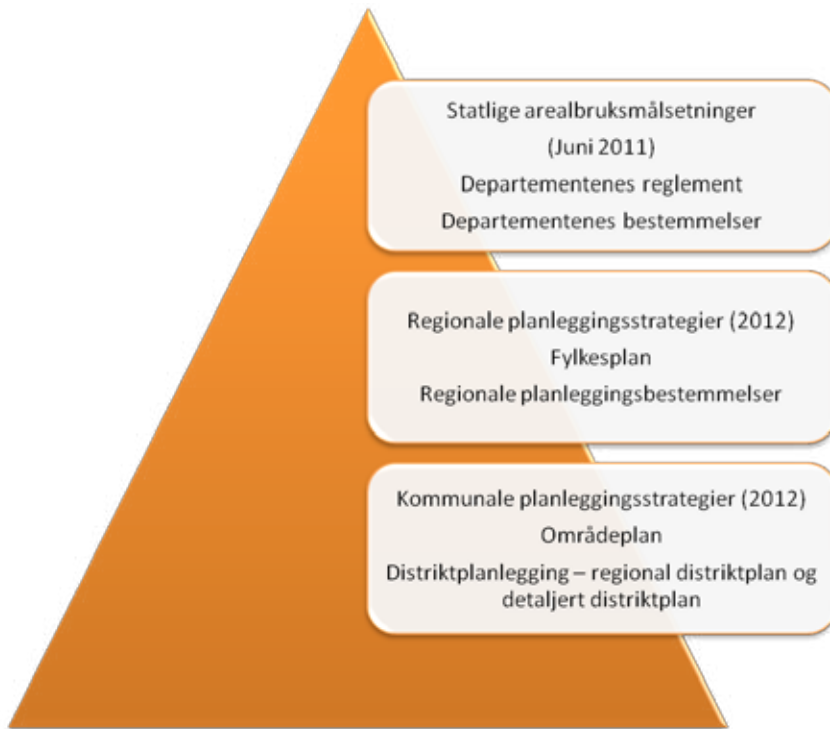 Statlige arealbruksmålsetninger
(Juni 2011)
Departementenes reglement
Departementenes bestemmelser
Regionale planleggingsstrategier (2012)
Fylkesplan
Regionale planleggingsbestemmelser
Kommunale planleggingsstrategier (2012)
Områdeplan
Distriktplanlegging – regional distriktplan og
detaljert distriktplan